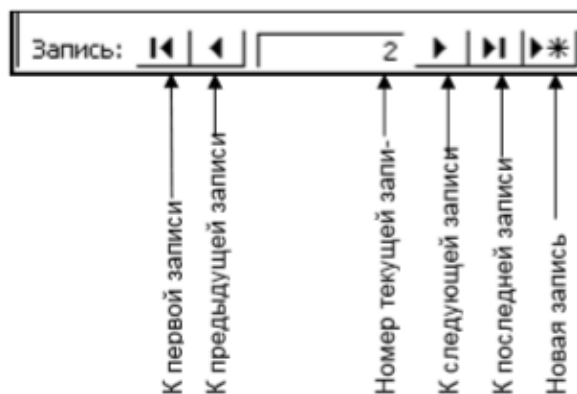 Запись: 2
К первой записи
К предыдущей записи
Номер текущей запи-
К следующей записи
К последней записи
Новая запись